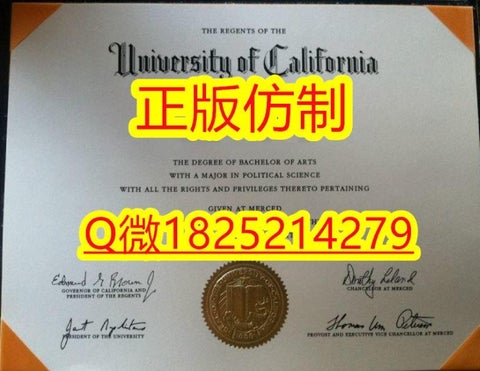 THE REGENTS OF THE
University of California
正版仿制
THE DEGREE OF BACHELOR OF ARTS
WITH A MAJOR IN POLITICAL SCIENCE
WITH ALL THE RIGHTS AND PRIVILEGES THERETO PERTAINING
GIVEN AT MERCED
Q微1825214279
GOVERNOR OF CALIFORNIA AND
PRESIDENT OF THE REGENTS
CHANCELLOR AT MERCED
PRESIDENT OF THE UNIVERSITY
PROVOST AND EXECUTIVE VICE CHANCELLOR AT MERCED